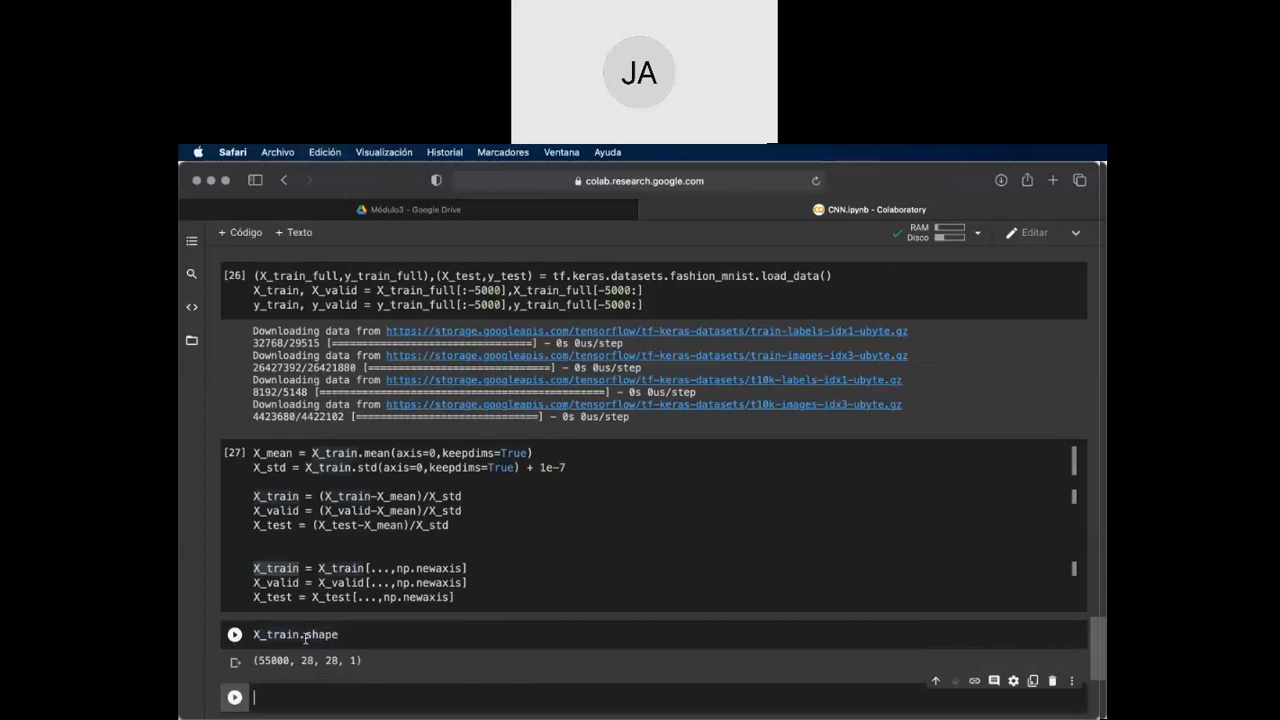 JA
Safari Archivo Edición Visualización Historial Marcadores Ventana Ayuda
colab.research.google.com
Módulo3 - Google Drive
CNN.ipynb - Colaboratory
+ Código + Texto
RAM
Disco
Editar
[26] (X_train_full,y_train_full),(X_test,y_test) = tf.keras.datasets.fashion_mnist.load_data()
X_train, X_valid = X_train_full[:-5000],X_train_full[-5000:]
y_train, y_valid = y_train_full[:-5000],y_train_full[-5000:]
Downloading data from https://storage.googleapis.com/tensorflow/tf-keras-datasets/train-labels-idx1-ubyte.gz
32768/29515 [=================================] - 0s 0us/step
Downloading data from https://storage.googleapis.com/tensorflow/tf-keras-datasets/train-images-idx3-ubyte.gz
26427392/26421880 [==============================] - 0s 0us/step
Downloading data from https://storage.googleapis.com/tensorflow/tf-keras-datasets/t10k-labels-idx1-ubyte.gz
8192/5148 [===============================================] - 0s 0us/step
Downloading data from https://storage.googleapis.com/tensorflow/tf-keras-datasets/t10k-images-idx3-ubyte.gz
4423680/4422102 [==============================] - 0s 0us/step
[27] X_mean = X_train.mean(axis=0,keepdims=True)
X_std = X_train.std(axis=0,keepdims=True) + 1e-7
X_train = (X_train-X_mean)/X_std
X_valid = (X_valid-X_mean)/X_std
X_test = (X_test-X_mean)/X_std
X_train = X_train[...,np.newaxis]
X_valid = X_valid[...,np.newaxis]
X_test = X_test[...,np.newaxis]
X_train.shape
(55000, 28, 28, 1)